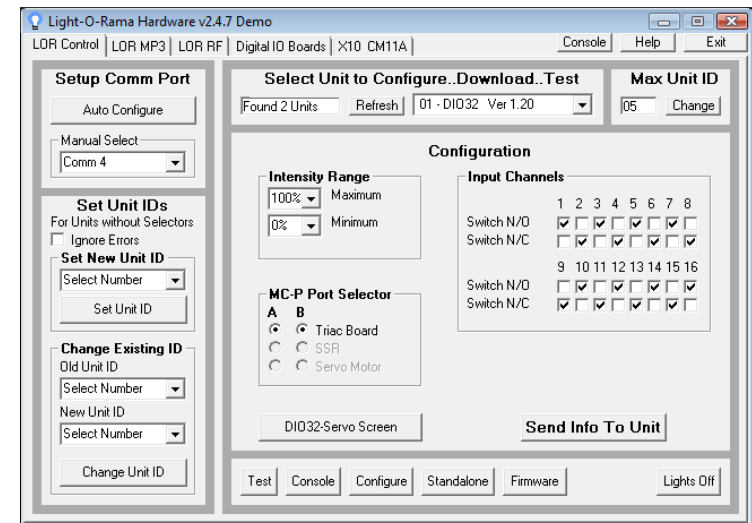 Light-O-Rama Hardware v2.4.7 Demo
LOR Control LOR MP3 LOR RF Digital IO Boards X10 CM11A Console Help Exit
Setup Comm Port
Auto Configure
Manual Select
Comm 4
Set Unit IDs
For Units without Selectors
Ignore Errors
Set New Unit ID
Select Number
Set Unit ID
Change Existing ID
Old Unit ID
Select Number
New Unit ID
Select Number
Change Unit ID
Select Unit to Configure..Download..Test
Found 2 Units Refresh 01 - DIO32 Ver 1.20
Max Unit ID
05 Change
Configuration
Intensity Range
100% Maximum
0% Minimum
MC-P Port Selector
A B
Triac Board
SSR
Servo Motor
Input Channels
1 2 3 4 5 6 7 8
Switch N/O
Switch N/C
9 10 11 12 13 14 15 16
Switch N/O
Switch N/C
DIO32-Servo Screen
Send Info To Unit
Test Console Configure Standalone Firmware Lights Off